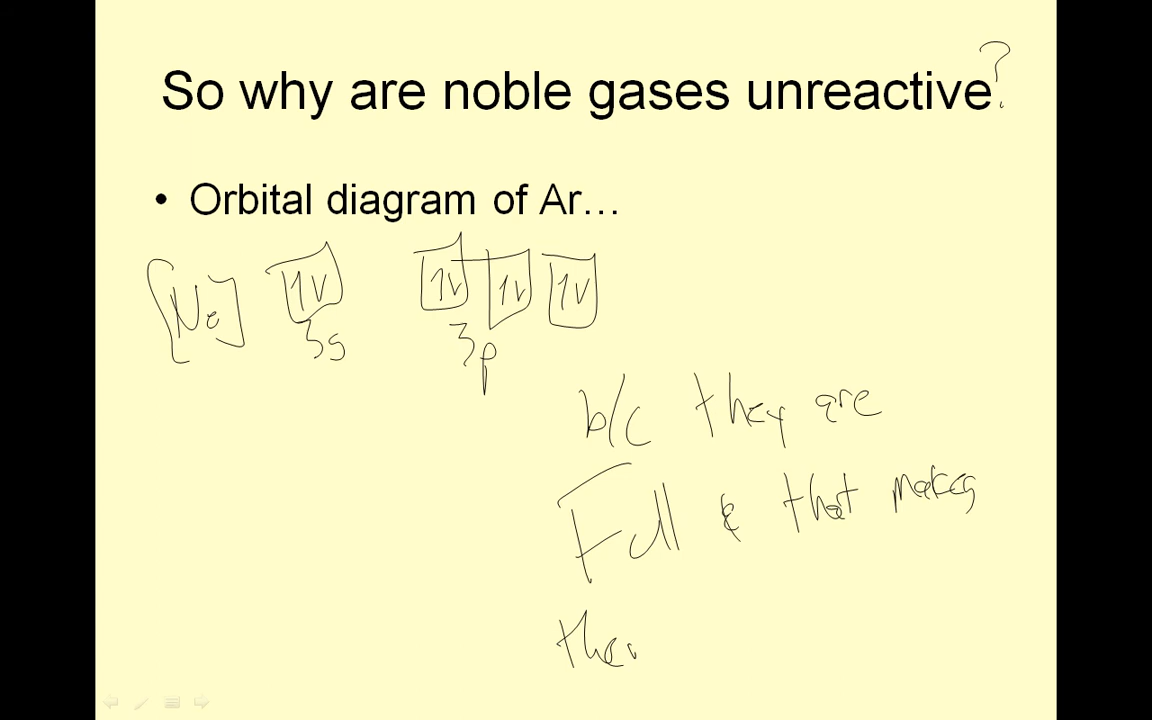 So why are noble gases unreactive?
• Orbital diagram of Ar…
[Ne] 1v 1v 1v 1v
3s 3p
b/c they are
Full & that makes
them